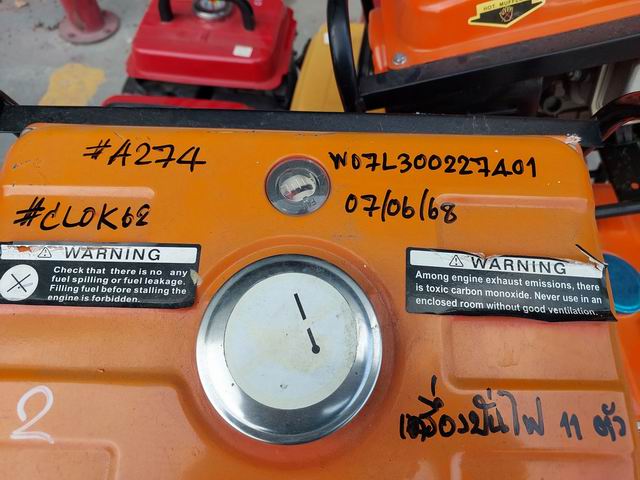 HOT MUFFLER
#A274
W07L300227401
07/06/68
#CLOK68
WARNING
Check that there is no any
fuel spilling or fuel leakage.
Filling fuel before stalling the
engine is forbidden.
WARNING
Among engine exhaust emissions, there
is toxic carbon monoxide. Never use in an
enclosed room without good ventilation.
2
เครื่องปั่นไฟ 11 ตัว